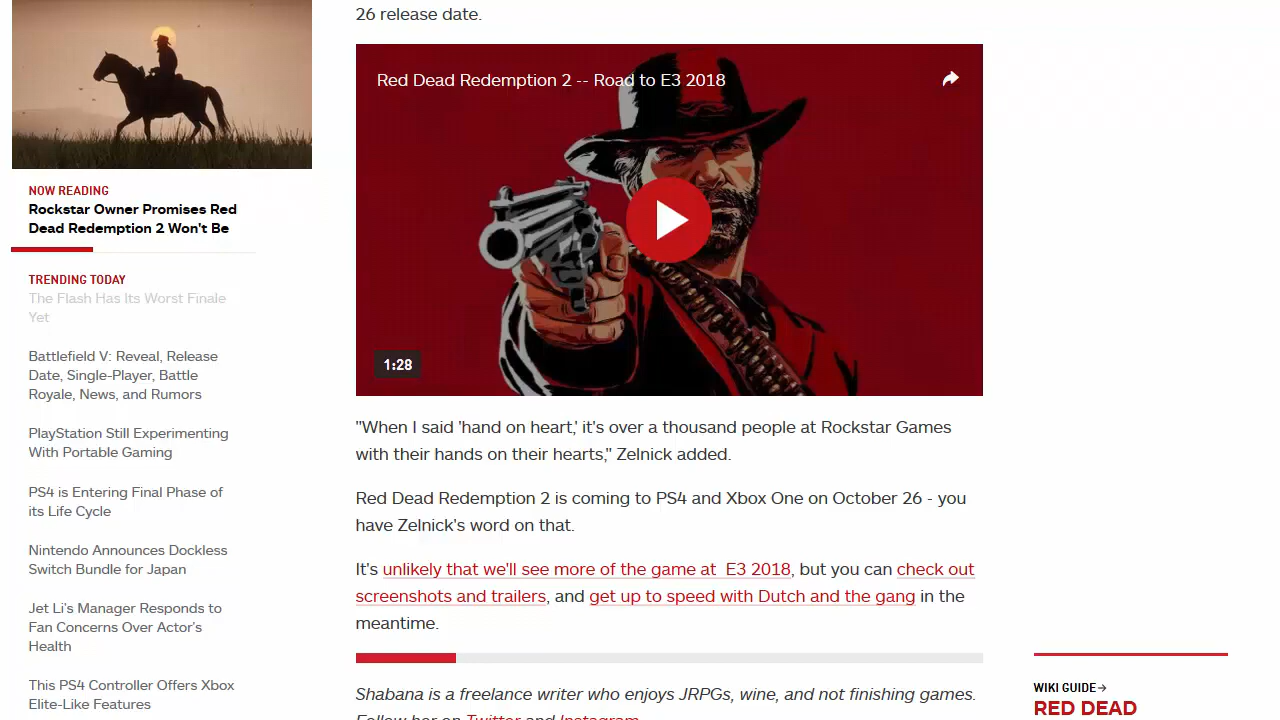 26 release date.
Red Dead Redemption 2 -- Road to E3 2018
1:28
NOW READING
Rockstar Owner Promises Red
Dead Redemption 2 Won't Be
TRENDING TODAY
The Flash Has Its Worst Finale
Yet
Battlefield V: Reveal, Release
Date, Single-Player, Battle
Royale, News, and Rumors
PlayStation Still Experimenting
With Portable Gaming
PS4 is Entering Final Phase of
its Life Cycle
Nintendo Announces Dockless
Switch Bundle for Japan
Jet Li's Manager Responds to
Fan Concerns Over Actor's
Health
This PS4 Controller Offers Xbox
Elite-Like Features
"When I said 'hand on heart,' it's over a thousand people at Rockstar Games
with their hands on their hearts," Zelnick added.
Red Dead Redemption 2 is coming to PS4 and Xbox One on October 26 - you
have Zelnick's word on that.
It's unlikely that we'll see more of the game at  E3 2018, but you can check out
screenshots and trailers, and get up to speed with Dutch and the gang in the
meantime.
Shabana is a freelance writer who enjoys JRPGs, wine, and not finishing games.
Follow her on Twitter and Instagram.
WIKI GUIDE→
RED DEAD